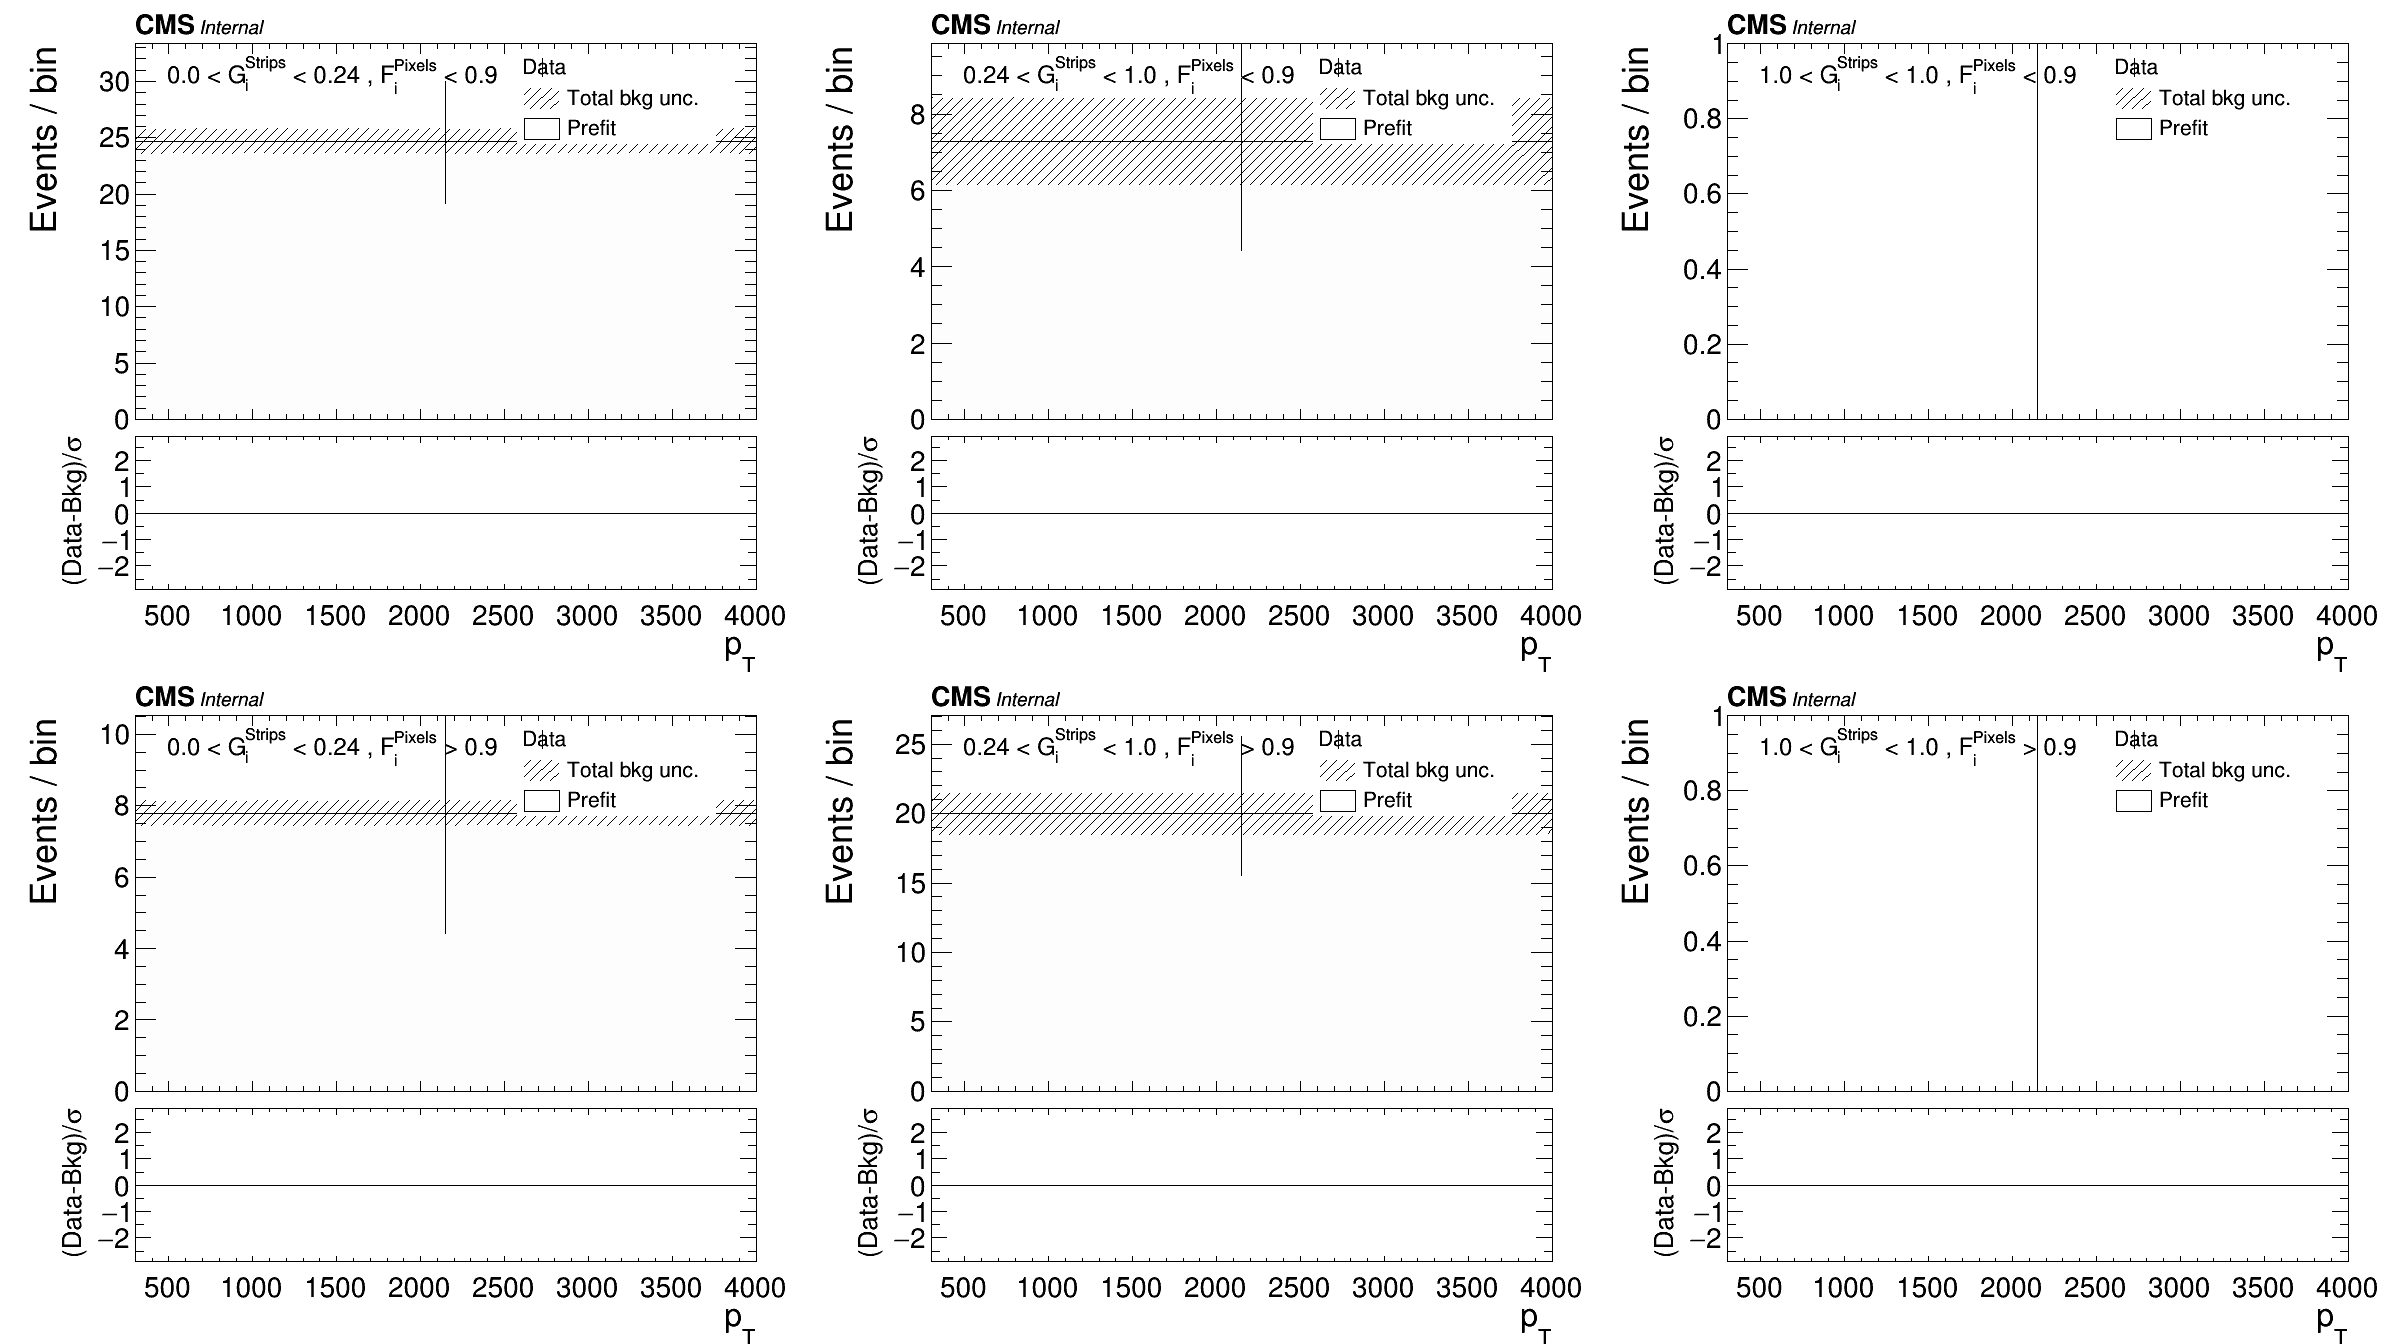 CMS Internal
Events / bin
0.0 < G_i^Strips < 0.24 , F_i^Pixels < 0.9
Data
Total bkg unc.
Prefit
30
25
20
15
10
5
0
(Data-Bkg)/σ
2
1
0
−1
−2
500 1000 1500 2000 2500 3000 3500 4000
p_T
CMS Internal
Events / bin
0.24 < G_i^Strips < 1.0 , F_i^Pixels < 0.9
Data
Total bkg unc.
Prefit
8
6
4
2
0
(Data-Bkg)/σ
2
1
0
−1
−2
500 1000 1500 2000 2500 3000 3500 4000
p_T
CMS Internal
Events / bin
1.0 < G_i^Strips < 1.0 , F_i^Pixels < 0.9
Data
Total bkg unc.
Prefit
1
0.8
0.6
0.4
0.2
0
(Data-Bkg)/σ
2
1
0
−1
−2
500 1000 1500 2000 2500 3000 3500 4000
p_T
CMS Internal
Events / bin
0.0 < G_i^Strips < 0.24 , F_i^Pixels > 0.9
Data
Total bkg unc.
Prefit
10
8
6
4
2
0
(Data-Bkg)/σ
2
1
0
−1
−2
500 1000 1500 2000 2500 3000 3500 4000
p_T
CMS Internal
Events / bin
0.24 < G_i^Strips < 1.0 , F_i^Pixels > 0.9
Data
Total bkg unc.
Prefit
25
20
15
10
5
0
(Data-Bkg)/σ
2
1
0
−1
−2
500 1000 1500 2000 2500 3000 3500 4000
p_T
CMS Internal
Events / bin
1.0 < G_i^Strips < 1.0 , F_i^Pixels > 0.9
Data
Total bkg unc.
Prefit
1
0.8
0.6
0.4
0.2
0
(Data-Bkg)/σ
2
1
0
−1
−2
500 1000 1500 2000 2500 3000 3500 4000
p_T